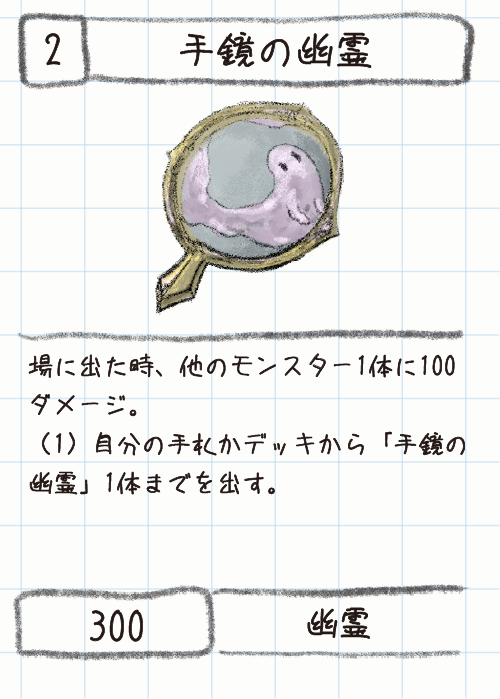 2
手鏡の幽霊
場に出た時、他のモンスター1体に100
ダメージ。
（1）自分の手札かデッキから「手鏡の
幽霊」1体までを出す。
300
幽霊